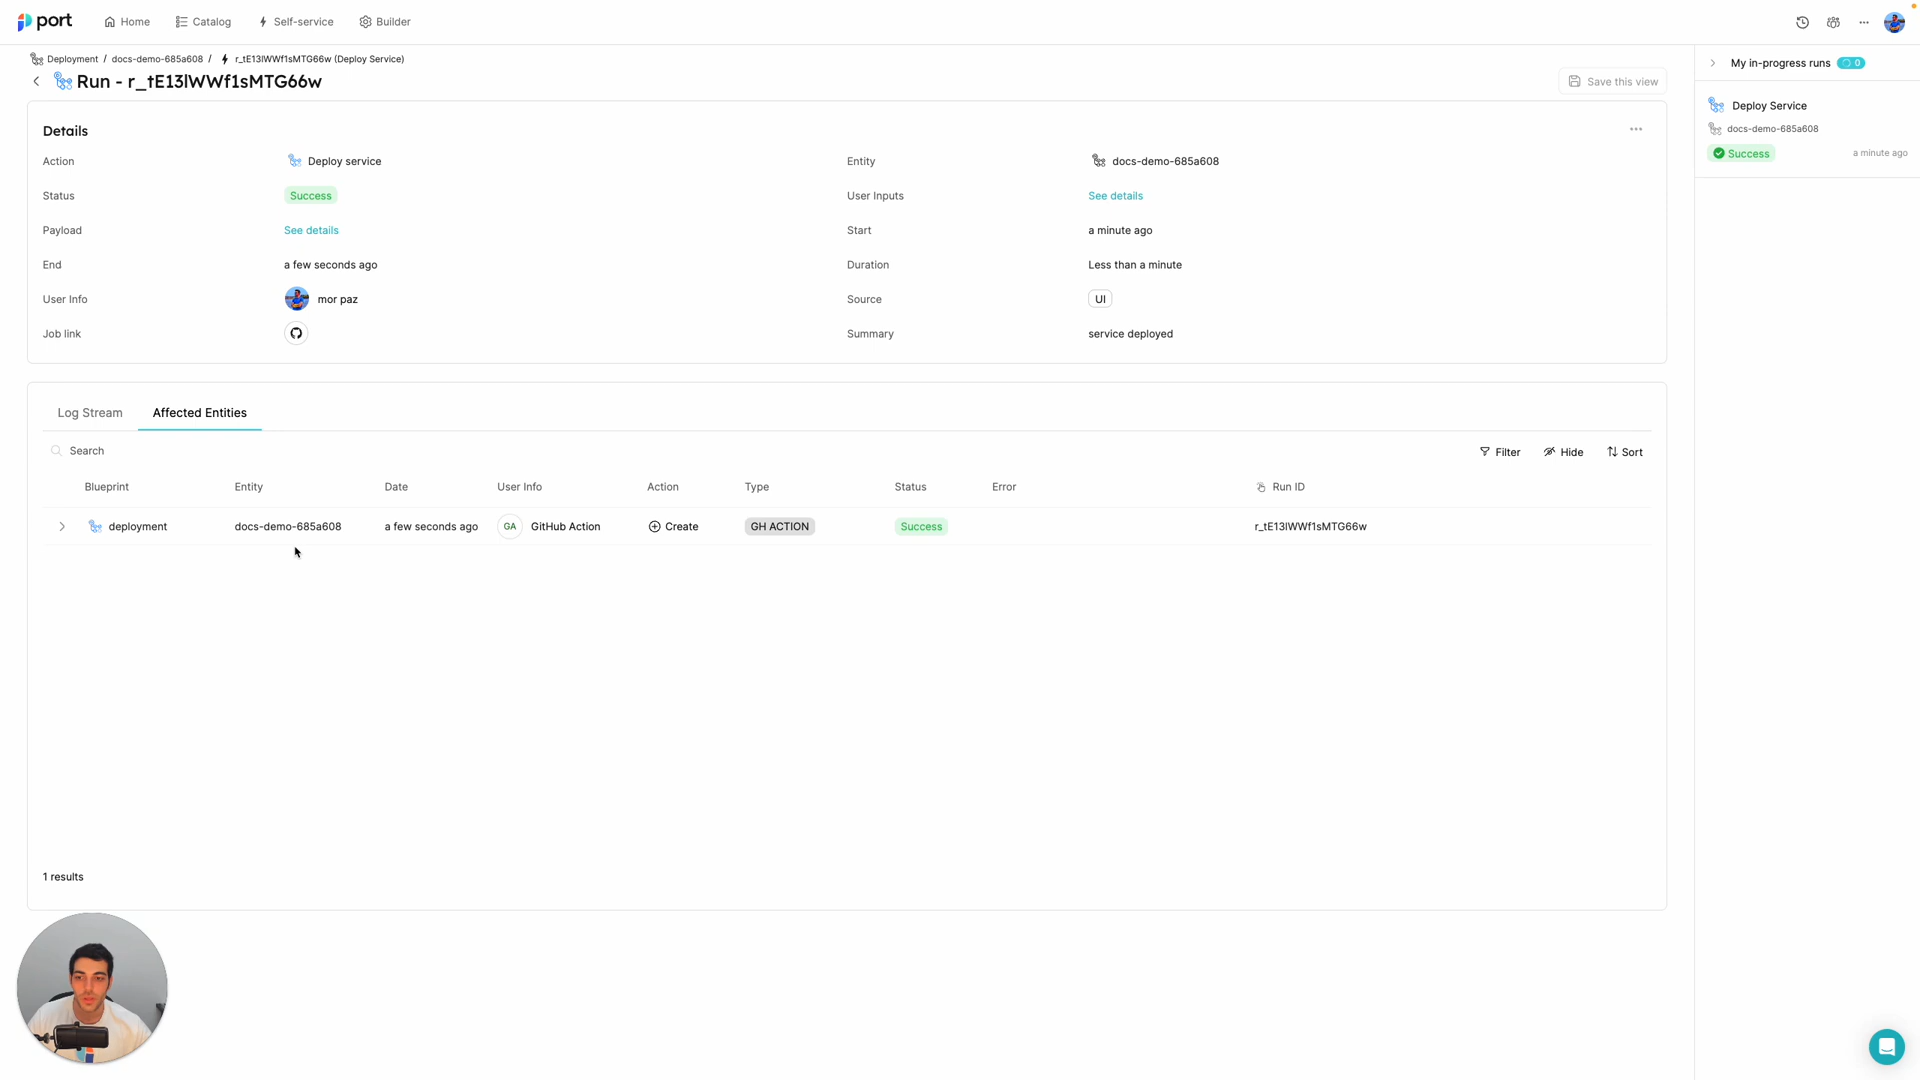 port
Home
Catalog
Self-service
Builder
Deployment / docs-demo-685a608 / r_tE13lWWf1sMTG66w (Deploy Service)
Run - r_tE13lWWf1sMTG66w
Save this view
Details
Action
Deploy service
Entity
docs-demo-685a608
Status
Success
User Inputs
See details
Payload
See details
Start
a minute ago
End
a few seconds ago
Duration
Less than a minute
User Info
mor paz
Source
UI
Job link
Summary
service deployed
Log Stream
Affected Entities
Search
Filter
Hide
Sort
Blueprint
Entity
Date
User Info
Action
Type
Status
Error
Run ID
deployment
docs-demo-685a608
a few seconds ago
GA
GitHub Action
Create
GH ACTION
Success
r_tE13lWWf1sMTG66w
1 results
My in-progress runs
0
Deploy Service
docs-demo-685a608
Success
a minute ago